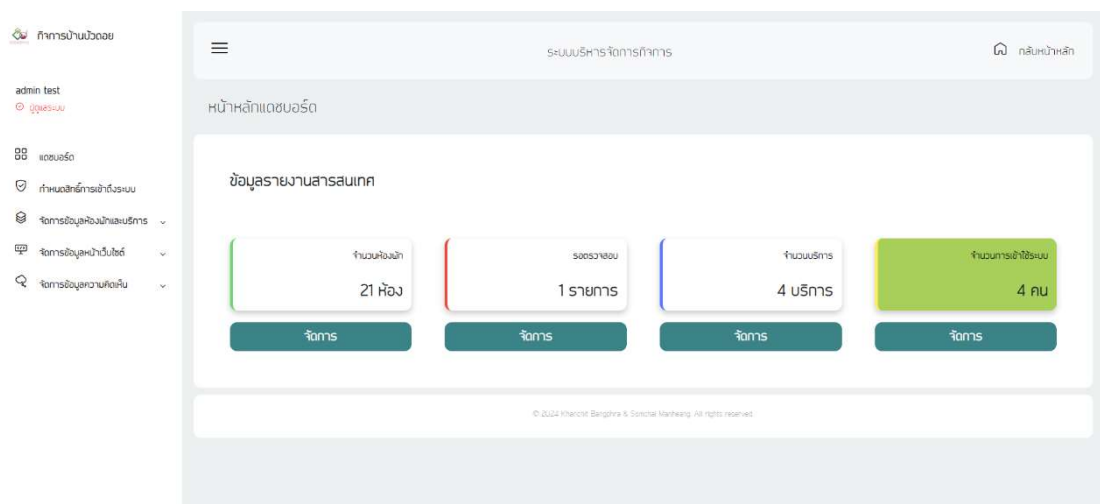 กิจการบ้านบัวดอย
admin test
ผู้ดูแลระบบ
แดชบอร์ด
กำหนดสิทธิ์การเข้าถึงระบบ
จัดการข้อมูลห้องพักและบริการ
จัดการข้อมูลหน้าเว็บไซต์
จัดการข้อมูลความคิดเห็น
ระบบบริหารจัดการกิจการ
กลับหน้าหลัก
หน้าหลักแดชบอร์ด
ข้อมูลรายงานสารสนเทศ
จำนวนห้องพัก
21 ห้อง
จัดการ
รอตรวจสอบ
1 รายการ
จัดการ
จำนวนบริการ
4 บริการ
จัดการ
จำนวนการเข้าใช้ระบบ
4 คน
จัดการ
© 2024 Bangphra & Somchai All rights reserved.